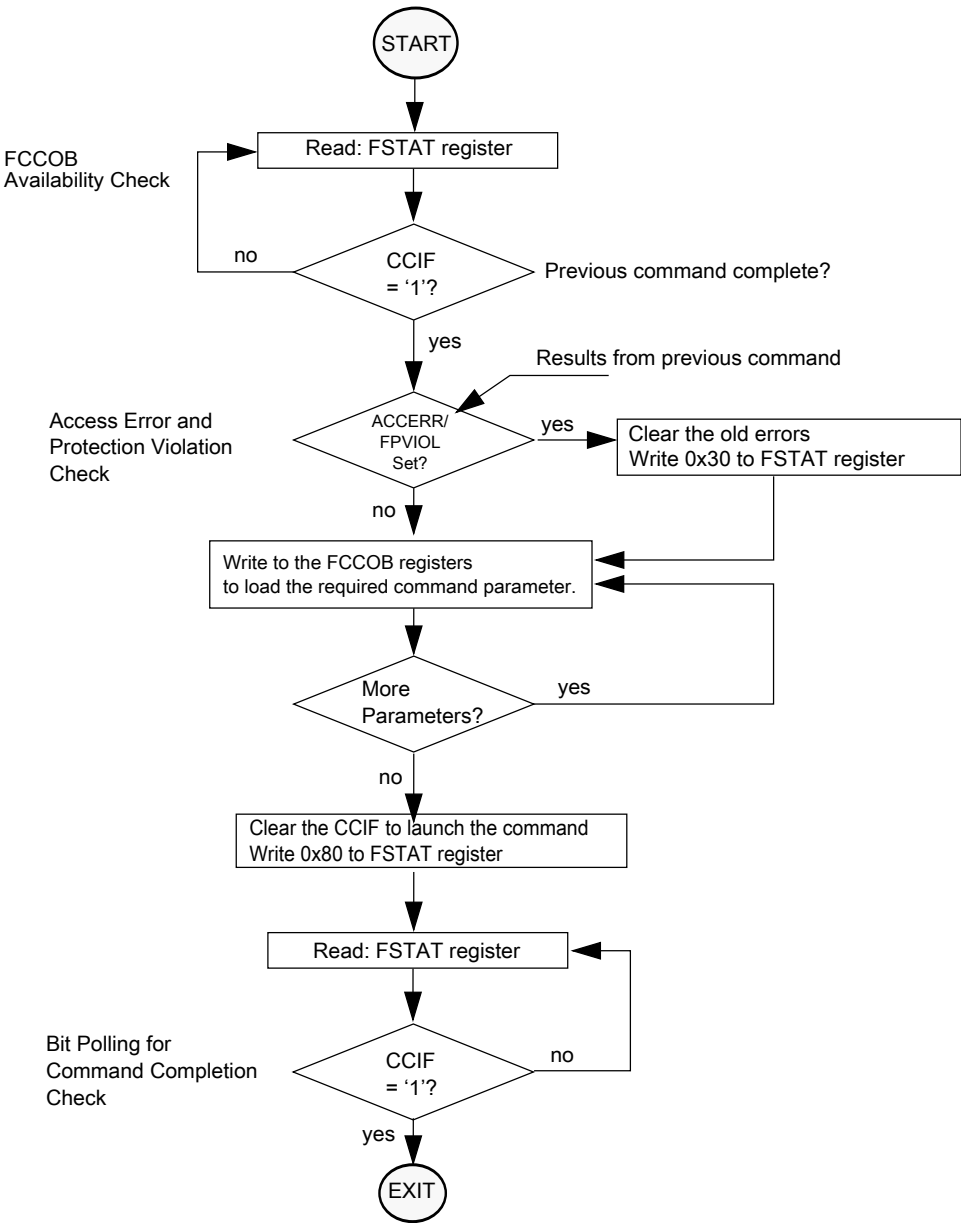 START
Read: FSTAT register
FCCOB
Availability Check
no
CCIF
= ‘1’?
Previous command complete?
yes
Results from previous command
Access Error and
Protection Violation
Check
ACCERR/
FPVIOL
Set?
yes
Clear the old errors
Write 0x30 to FSTAT register
no
Write to the FCCOB registers
to load the required command parameter.
More
Parameters?
yes
no
Clear the CCIF to launch the command
Write 0x80 to FSTAT register
Read: FSTAT register
Bit Polling for
Command Completion
Check
CCIF
= ‘1’?
no
yes
EXIT